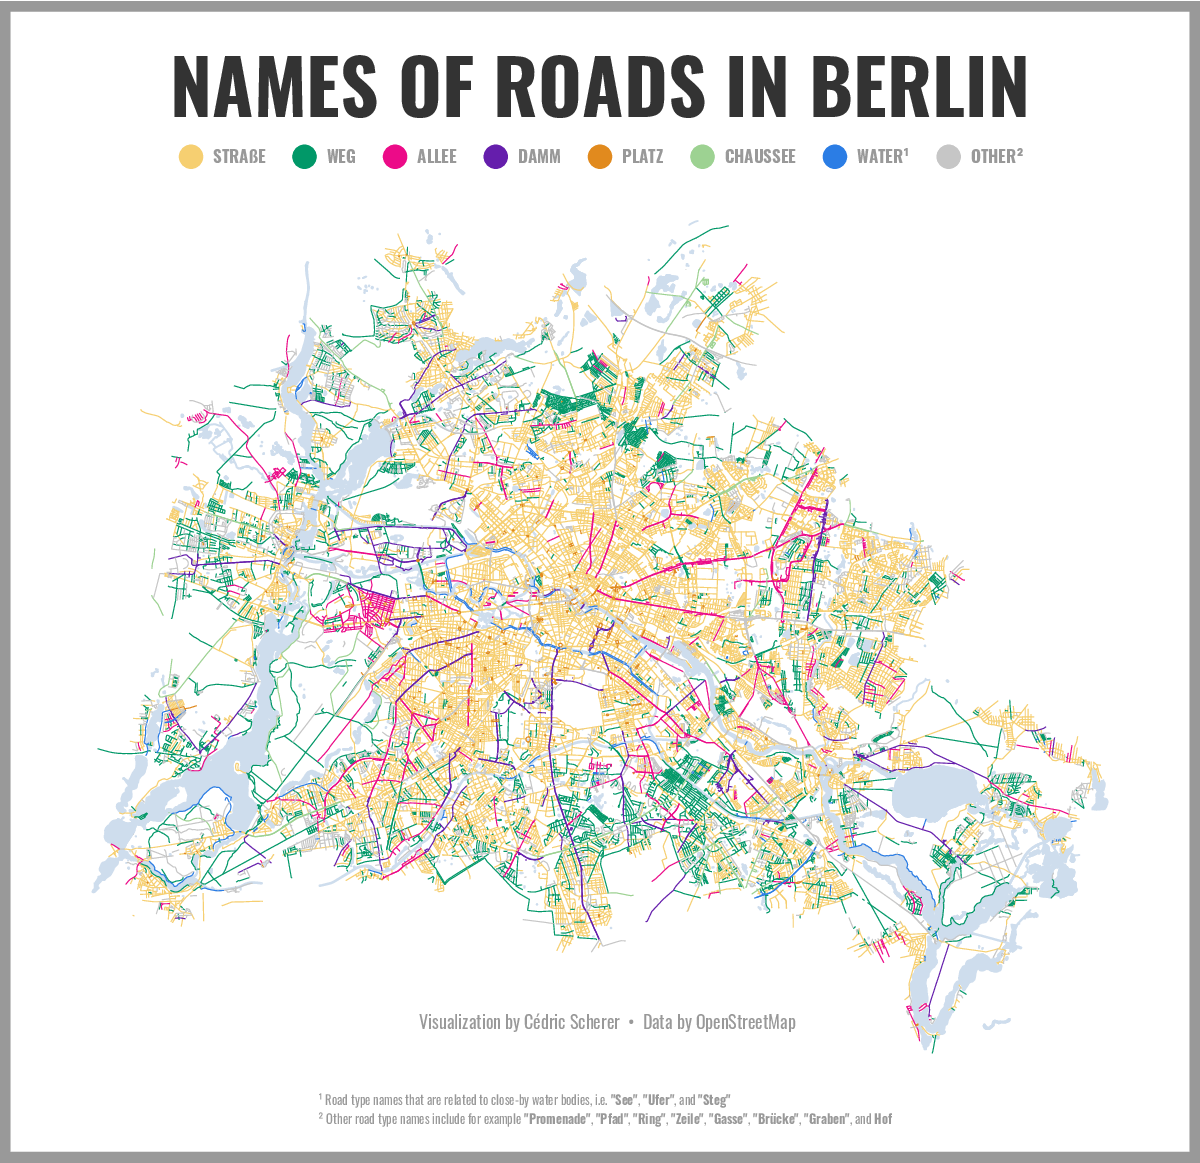 NAMES OF ROADS IN BERLIN
STRAßE WEG ALLEE DAMM PLATZ CHAUSSEE WATER¹ OTHER²
Visualization by Cédric Scherer • Data by OpenStreetMap
¹ Road type names that are related to close-by water bodies, i.e. "See", "Ufer", and "Steg"
² Other road type names include for example "Promenade", "Pfad", "Ring", "Zeile", "Gasse", "Brücke", "Graben", and Hof